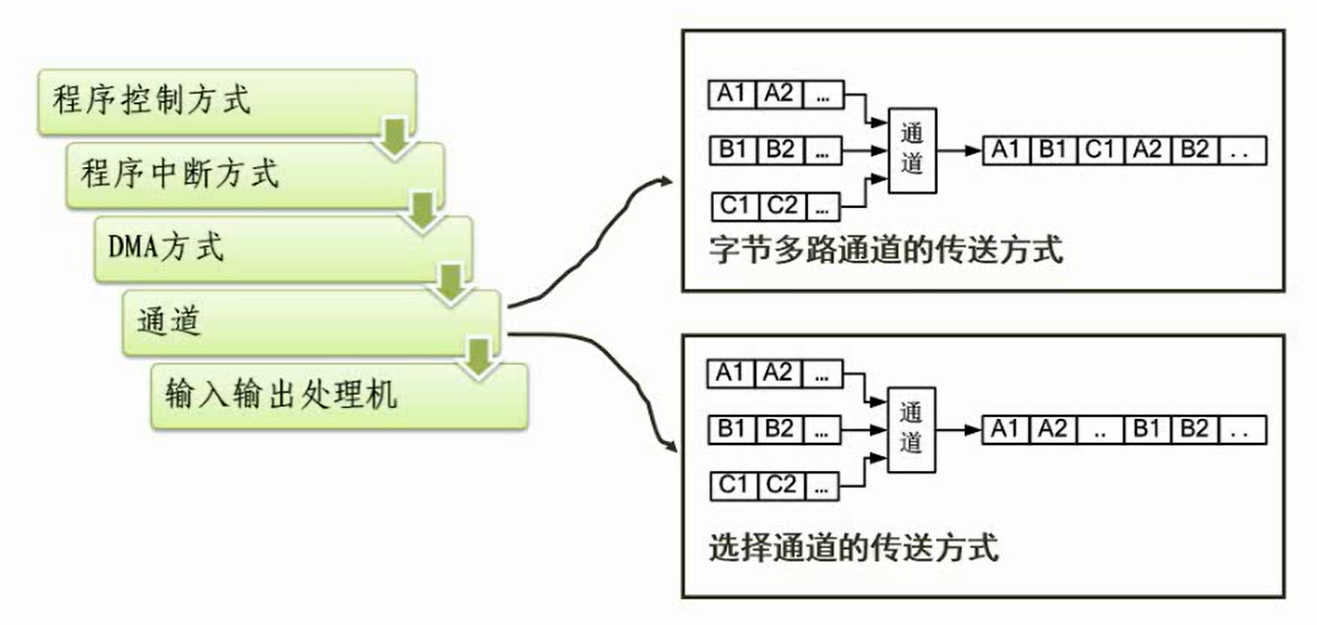 程序控制方式
程序中断方式
DMA方式
通道
输入输出处理机
A1 A2 ...
B1 B2 ...
C1 C2 ...
通道
A1 B1 C1 A2 B2 ..
字节多路通道的传送方式
A1 A2 ...
B1 B2 ...
C1 C2 ...
通道
A1 A2 .. B1 B2 ..
选择通道的传送方式